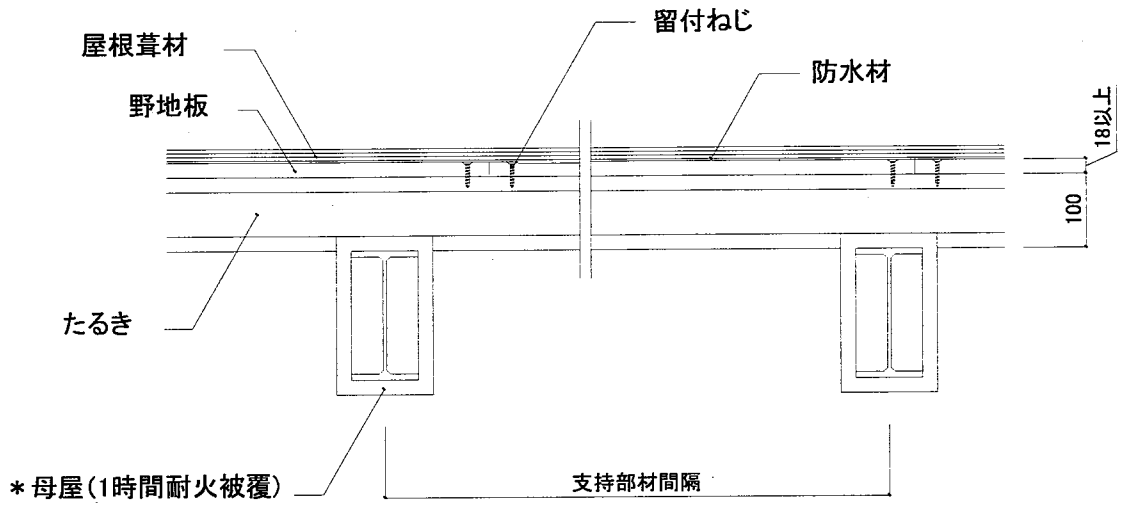 留付ねじ
屋根葺材
防水材
野地板
18以上
100
たるき
*母屋(1時間耐火被覆)
支持部材間隔